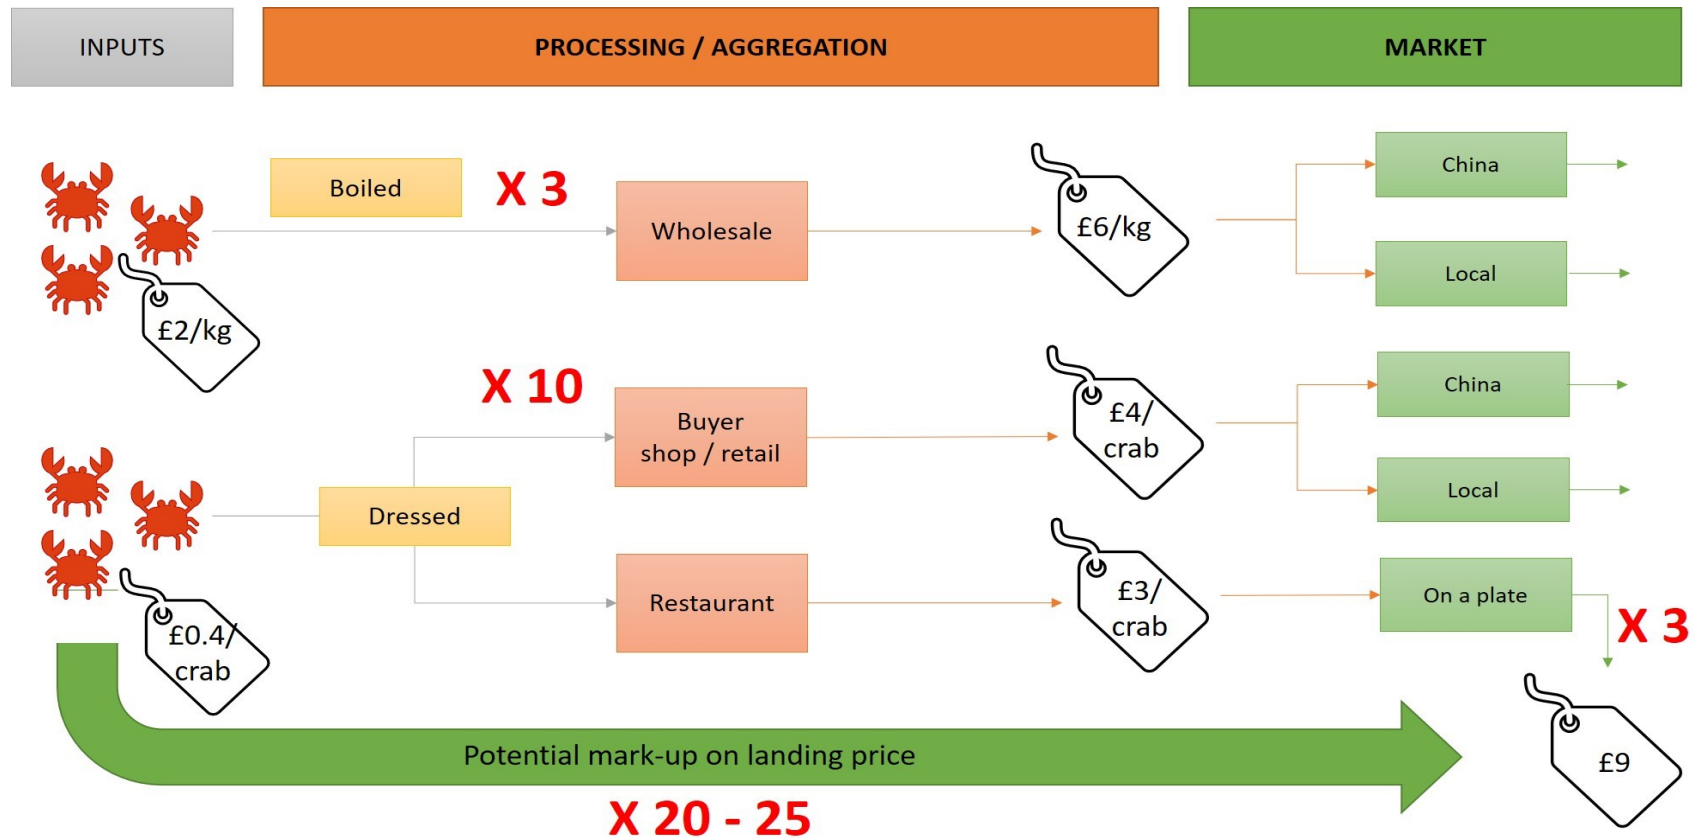 INPUTS
PROCESSING / AGGREGATION
MARKET
Boiled
X 3
Wholesale
£6/kg
China
Local
£2/kg
X 10
Buyer
shop / retail
£4/
crab
China
Local
Dressed
Restaurant
£3/
crab
On a plate
X 3
£0.4/
crab
£9
Potential mark-up on landing price
X 20 - 25